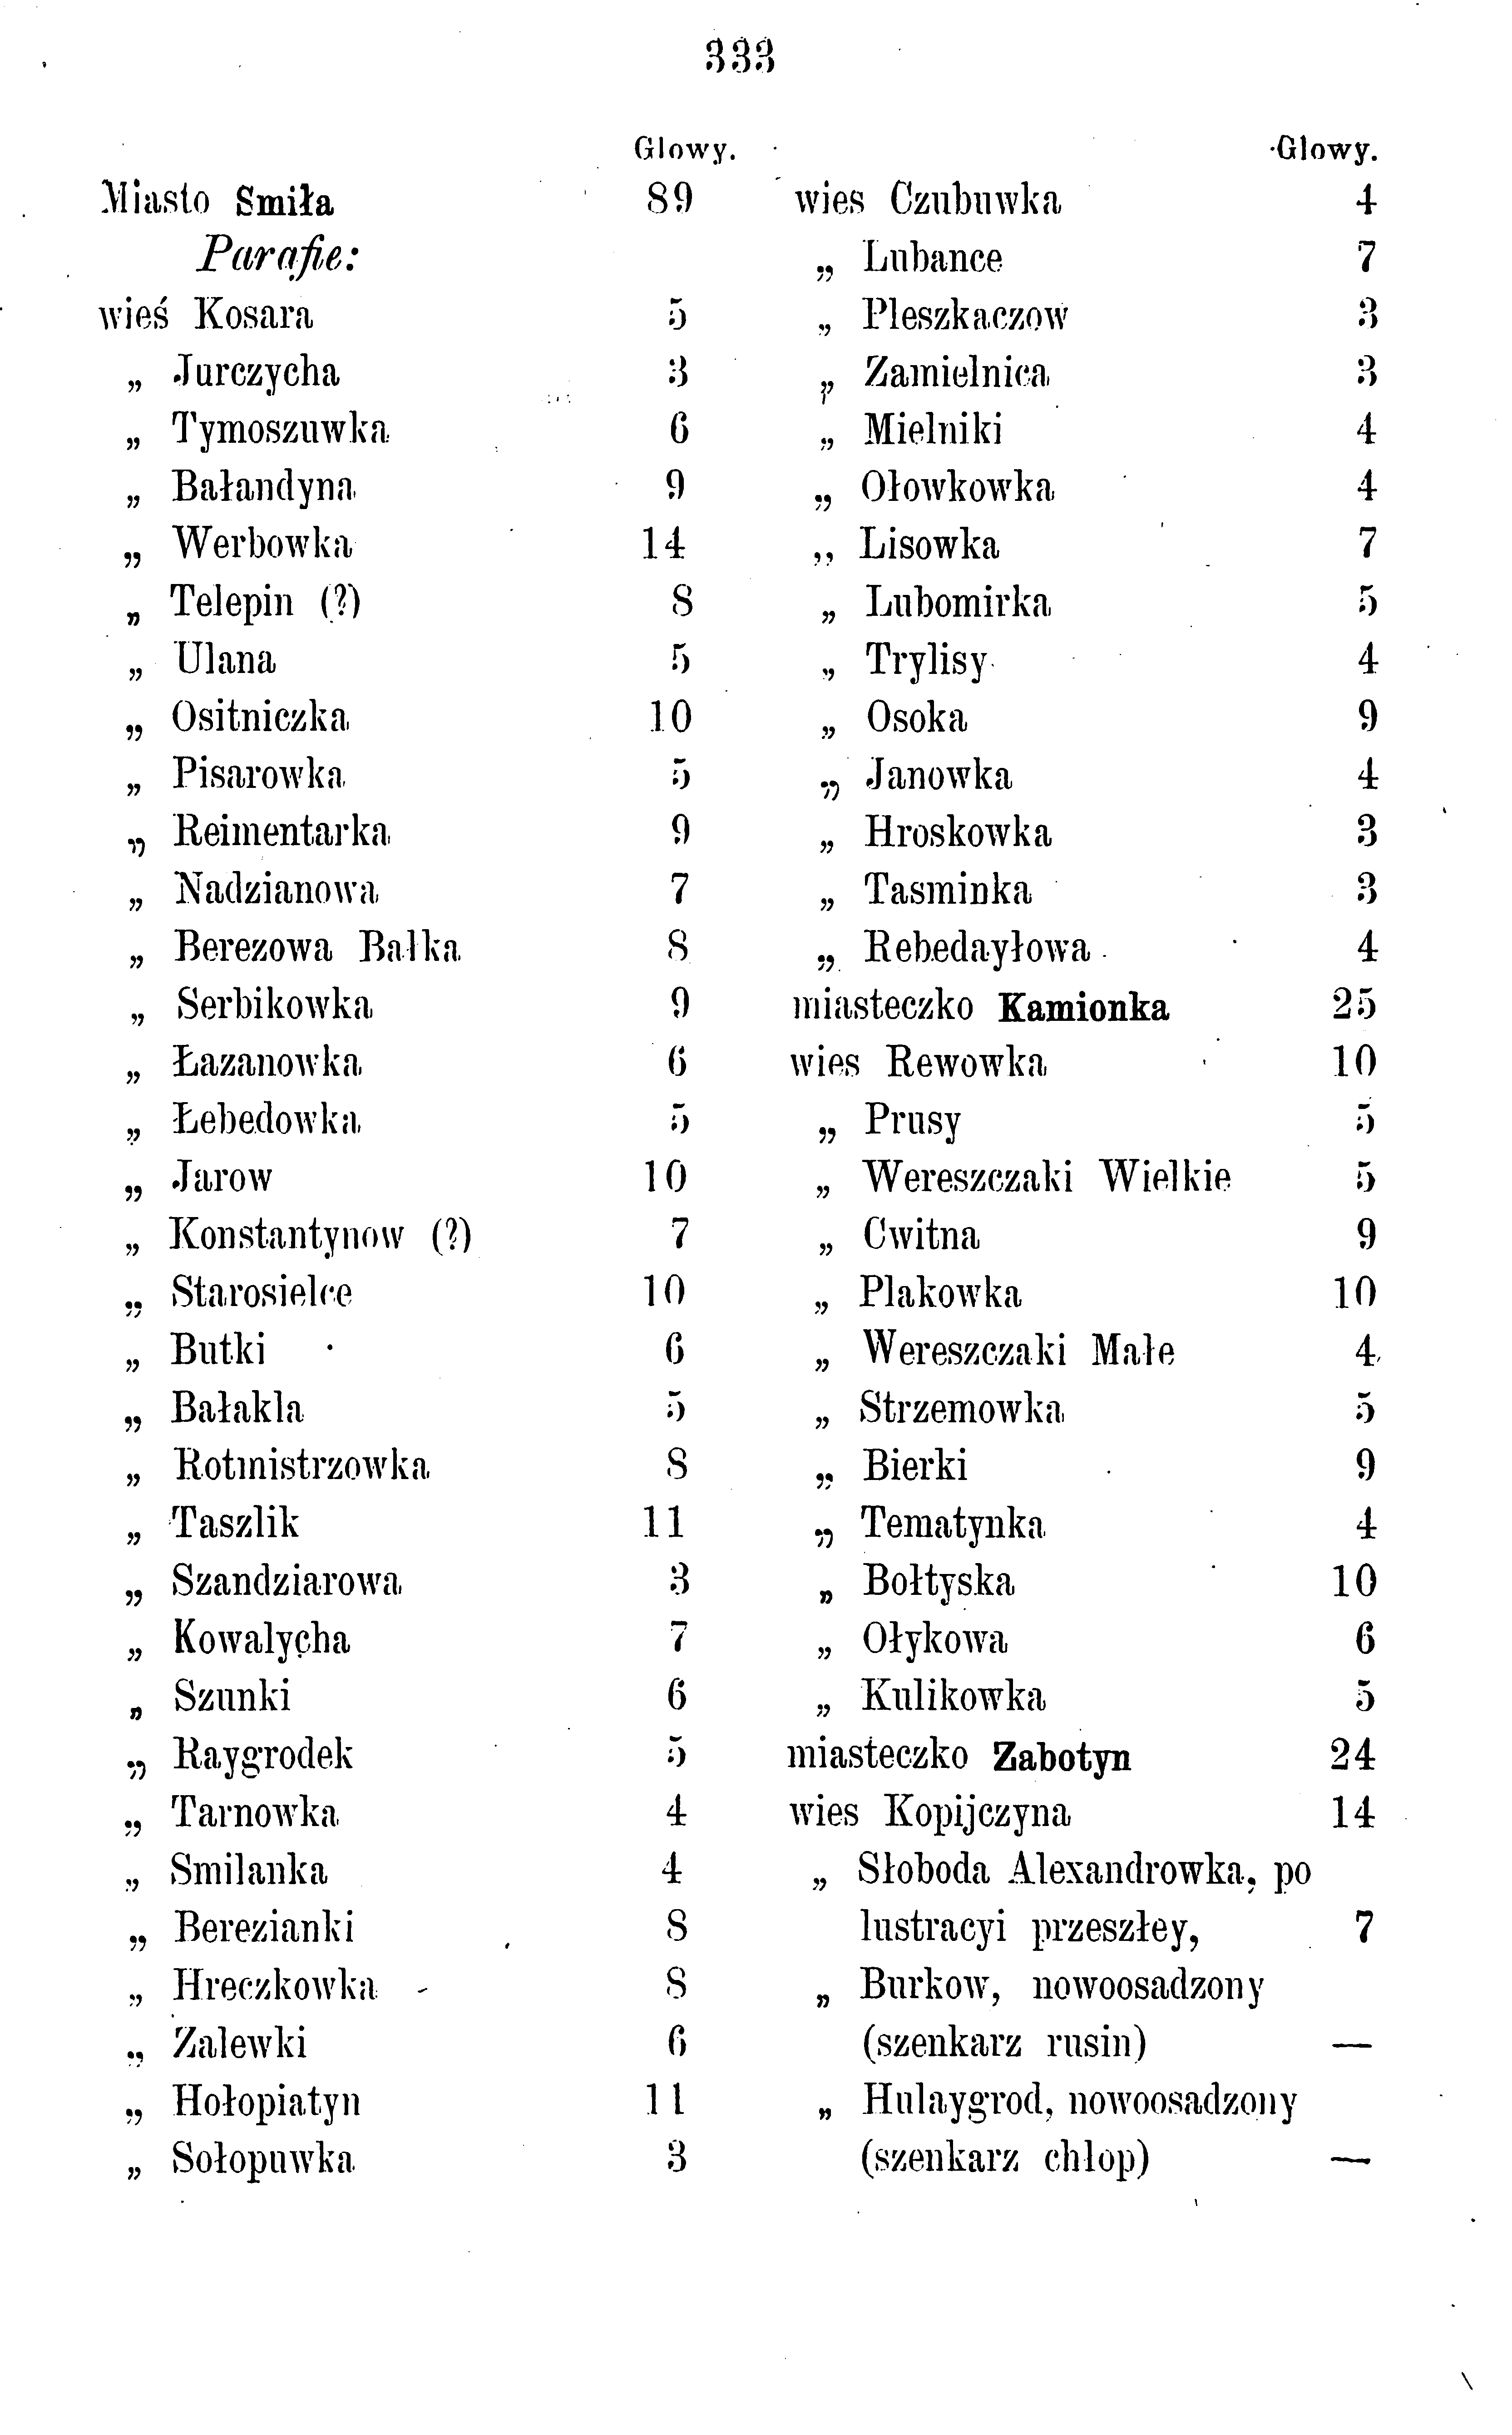 333
Glowy.
Miasto Smiła 89
Parafie:
wieś Kosara 5
„ Jurczycha 3
„ Tymoszuwka 6
„ Bałandyna 9
„ Werbowka 14
„ Telepin (?) 8
„ Ulana 5
„ Ositniczka 10
„ Pisarowka 5
„ Reimentarka 9
„ Nadzianowa 7
„ Berezowa Bałka 8
„ Serbikowka 9
„ Łazanowka 6
„ Łebedowka 5
„ Jarow 10
„ Konstantynow (?) 7
„ Starosielce 10
„ Butki 6
„ Bałakla 5
„ Rotmistrzowka 8
„ Taszlik 11
„ Szandziarowa 3
„ Kowalycha 7
„ Szunki 6
„ Raygrodek 5
„ Tarnowka 4
„ Smilanka 4
„ Berezianki 8
„ Hreczkowka 8
„ Zalewki 6
„ Hołopiatyn 11
„ Sołopuwka 3
Glowy.
wies Czubuwka 4
„ Lubance 7
„ Pleszkaczow 3
„ Zamielnica 3
„ Mielniki 4
„ Ołowkowka 4
„ Lisowka 7
„ Lubomirka 5
„ Trylisy 4
„ Osoka 9
„ Janowka 4
„ Hroskowka 3
„ Tasminka 3
„ Rebedayłowa 4
miasteczko Kamionka 25
wies Rewowka 10
„ Prusy 5
„ Wereszczaki Wielkie 5
„ Cwitna 9
„ Plakowka 10
„ Wereszczaki Małe 4
„ Strzemowka 5
„ Bierki 9
„ Tematynka 4
„ Bołtyska 10
„ Ołykowa 6
„ Kulikowka 5
miasteczko Zabotyn 24
wies Kopijczyna 14
„ Słoboda Alexandrowka, po
lustracyi przeszłey, 7
„ Burkow, nowoosadzony
(szenkarz rusin) —
„ Hulaygrod, nowoosadzony
(szenkarz chłop) —